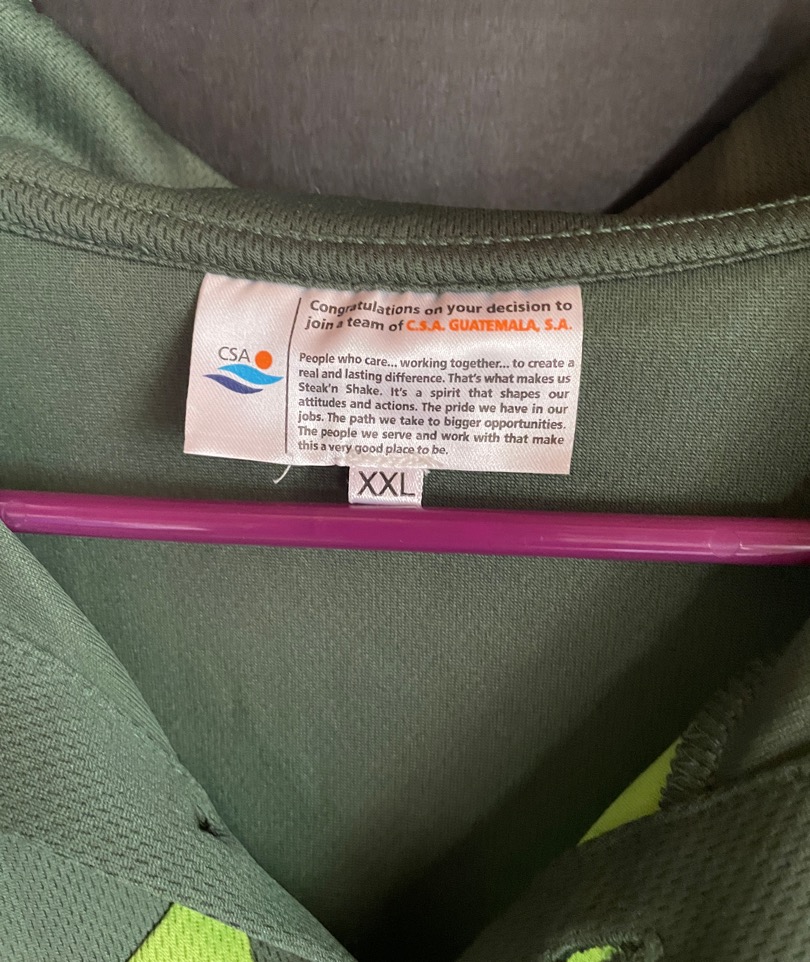 Congratulations on your decision to
join a team of C.S.A. GUATEMALA, S.A.
CSA
People who care... working together... to create a
real and lasting difference. That's what makes us
Steak'n Shake. It's a spirit that shapes our
attitudes and actions. The pride we have in our
jobs. The path we take to bigger opportunities.
The people we serve and work with that make
this a very good place to be.
XXL